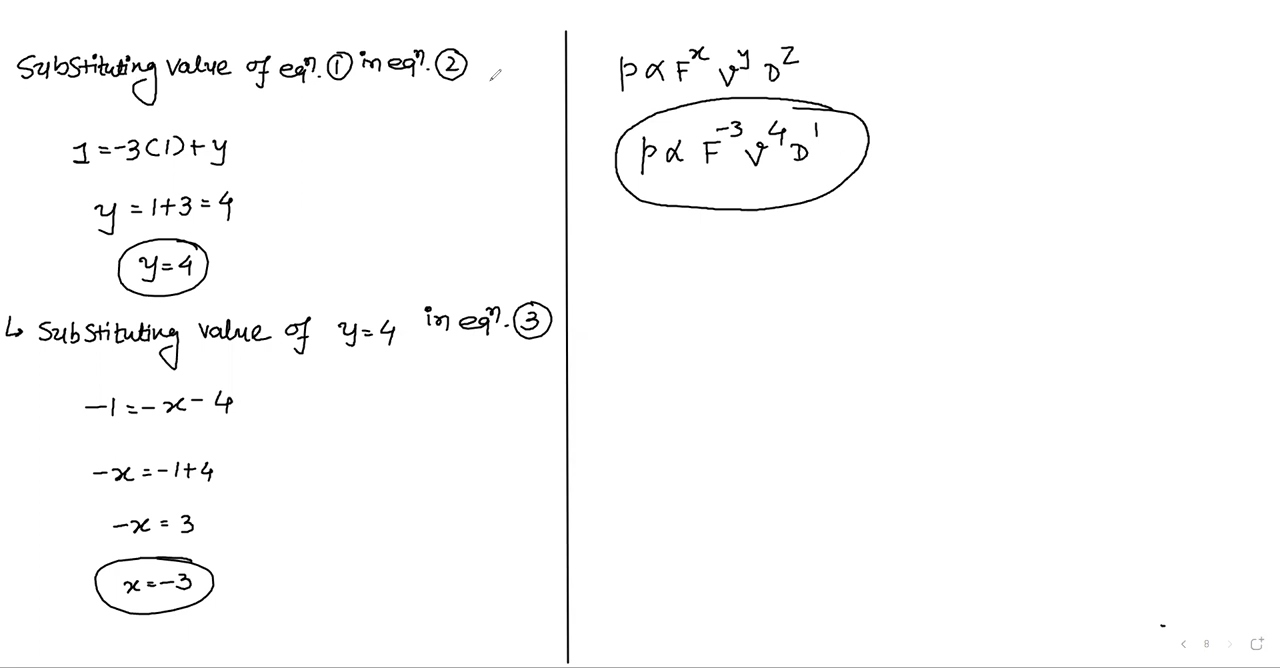 Substituting value of eqⁿ. ① in eqⁿ. ②
1 = -3(1) + y
y = 1+3 = 4
y = 4
↳ Substituting value of y = 4 in eqⁿ. ③
-1 = -x - 4
-x = -1+4
-x = 3
x = -3
p ∝ F^x v^y D^z
p ∝ F^-3 v^4 D^1
8